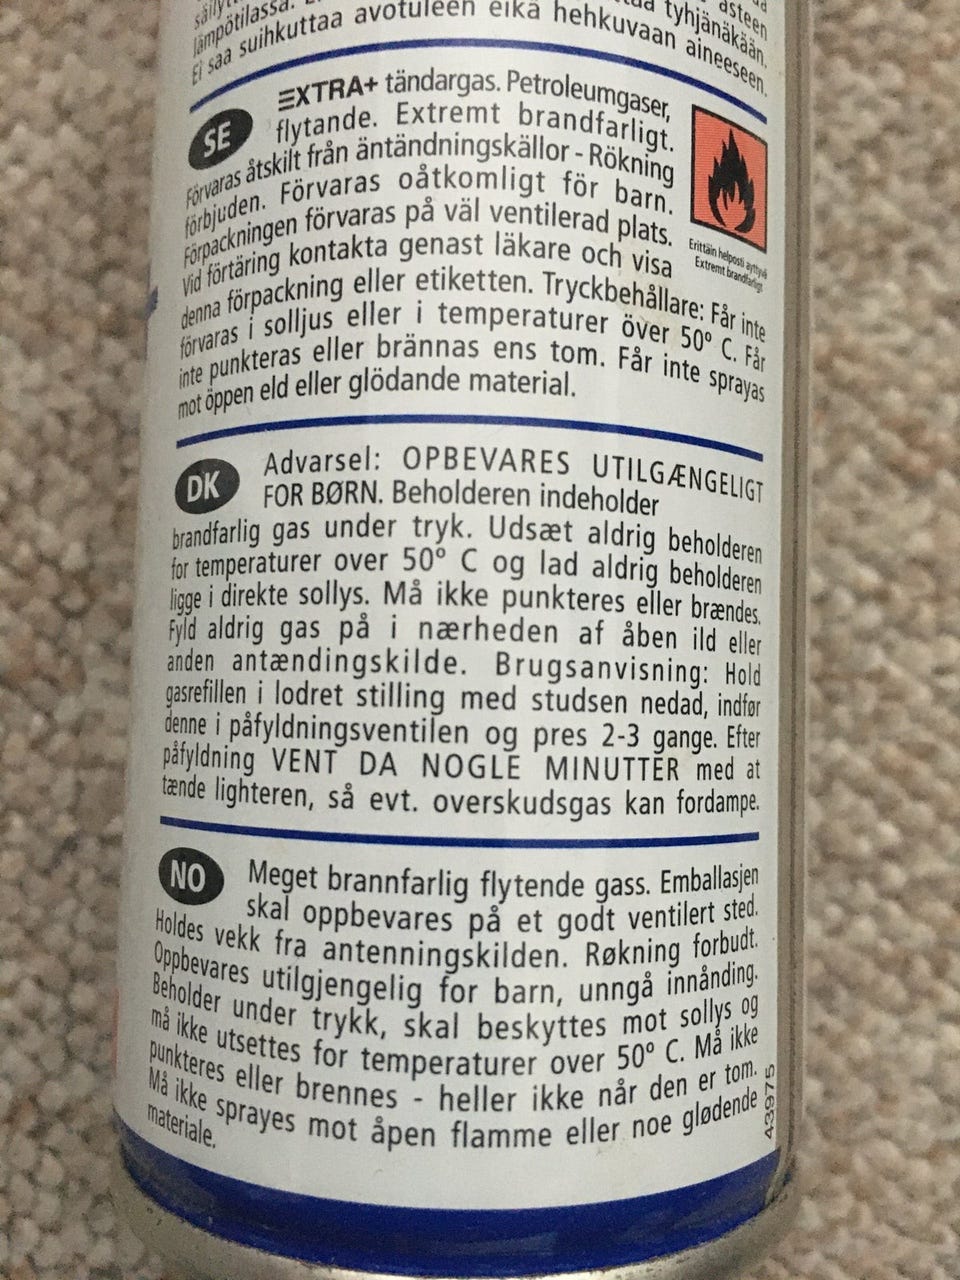 lämpötilassa.
asteen
tyhjänäkään.
Ei saa suihkuttaa avotuleen eikä hehkuvaan aineeseen.
SE
EXTRA+ tändargas. Petroleumgaser,
flytande. Extremt brandfarligt.
Förvaras åtskilt från äntändningskällor - Rökning
förbjuden. Förvaras oåtkomligt för barn.
Förpackningen förvaras på väl ventilerad plats.
Vid förtäring kontakta genast läkare och visa
denna förpackning eller etiketten. Tryckbehållare: Får inte
förvaras i solljus eller i temperaturer över 50° C. Får
inte punkteras eller brännas ens tom. Får inte sprayas
mot öppen eld eller glödande material.
Erittäin helposti syttyvä
Extremt brandfarligt
DK
Advarsel: OPBEVARES UTILGÆNGELIGT
FOR BØRN. Beholderen indeholder
brandfarlig gas under tryk. Udsæt aldrig beholderen
for temperaturer over 50° C og lad aldrig beholderen
ligge i direkte sollys. Må ikke punkteres eller brændes.
Fyld aldrig gas på i nærheden af åben ild eller
anden antændingskilde. Brugsanvisning: Hold
gasrefillen i lodret stilling med studsen nedad, indfør
denne i påfyldningsventilen og pres 2-3 gange. Efter
påfyldning VENT DA NOGLE MINUTTER med at
tænde lighteren, så evt. overskudsgas kan fordampe.
NO
Meget brannfarlig flytende gass. Emballasjen
skal oppbevares på et godt ventilert sted.
Holdes vekk fra antenningskilden. Røkning forbudt.
Oppbevares utilgjengelig for barn, unngå innånding.
Beholder under trykk, skal beskyttes mot sollys og
må ikke utsettes for temperaturer over 50° C. Må ikke
punkteres eller brennes - heller ikke når den er tom.
Må ikke sprayes mot åpen flamme eller noe glødende
materiale.
43975